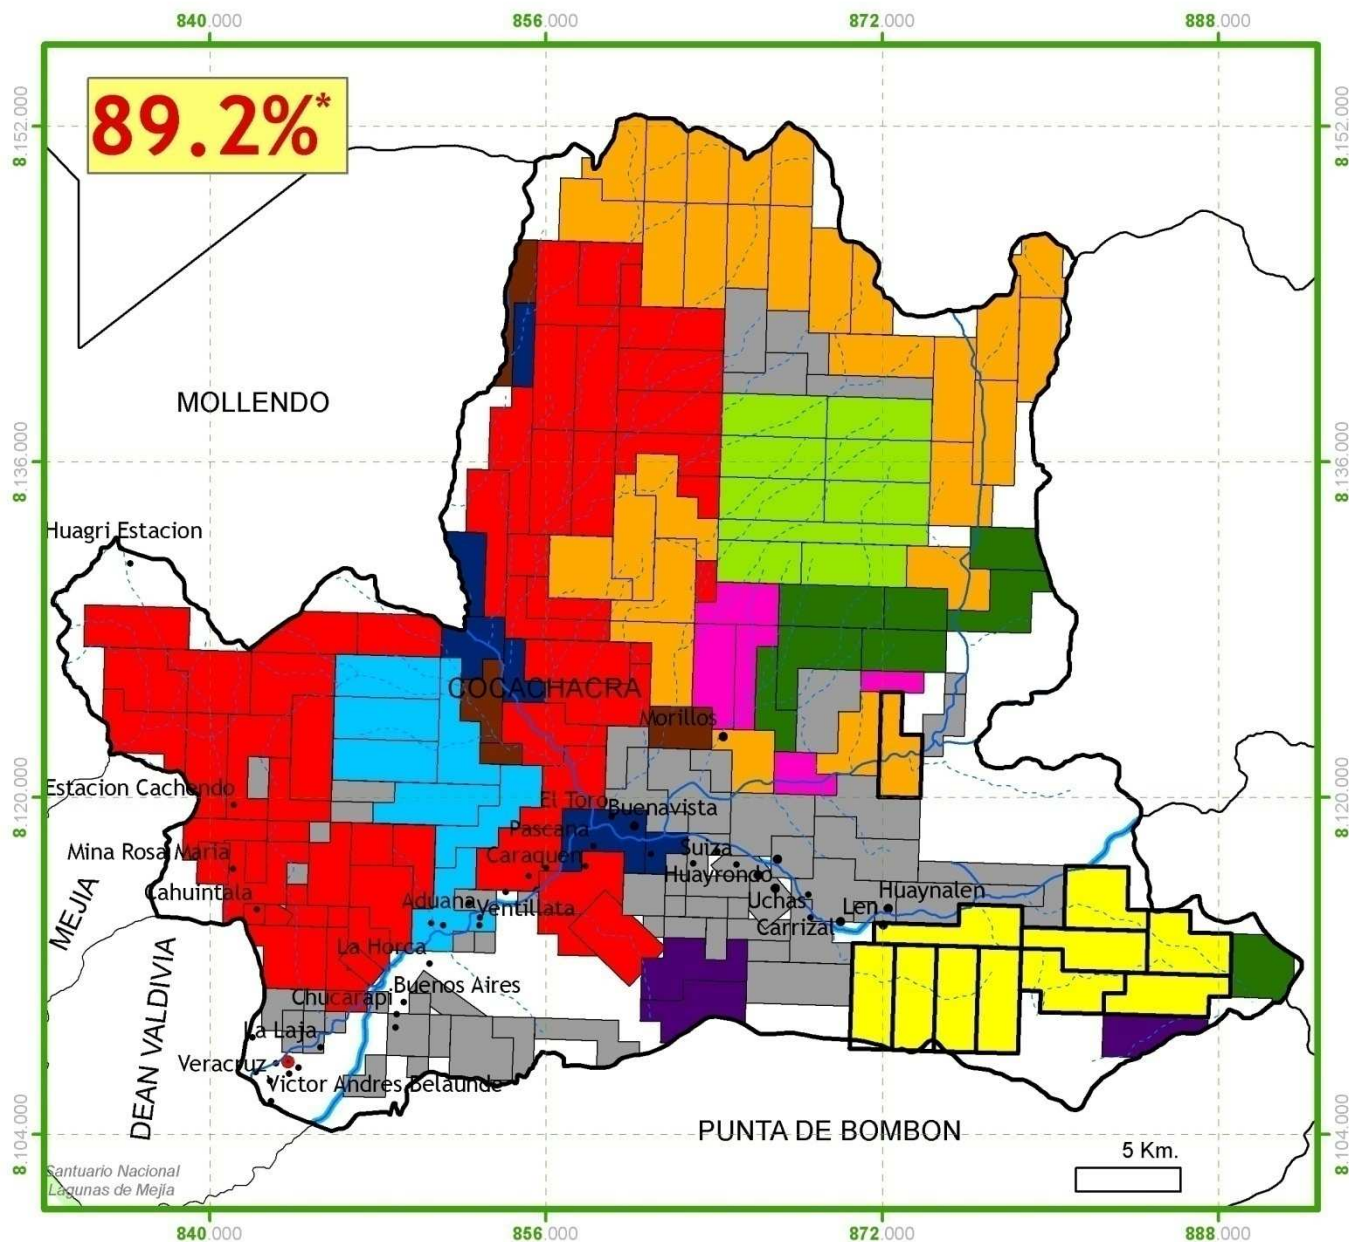 840.000 856.000 872.000 888.000
8.152.000
8.152.000
89.2%*
MOLLENDO
8.136.000
8.136.000
Huagri Estacion
COCACHACRA
Morillos
Estacion Cachendo
8.120.000
8.120.000
El Toro
Buenavista
Pascana
Mina Rosa Maria
Caraquen
Suiza
Huayrondo
Cahuintala
Aduana
Ventillata
Uchas
Len
Huaynalen
Carrizal
MEJIA
La Horca
DEAN VALDIVIA
Chucarapi
Buenos Aires
La Laja
Veracruz
Victor Andres Belaunde
PUNTA DE BOMBON
8.104.000
8.104.000
5 Km.
Santuario Nacional
Lagunas de Mejia
840.000 856.000 872.000 888.000